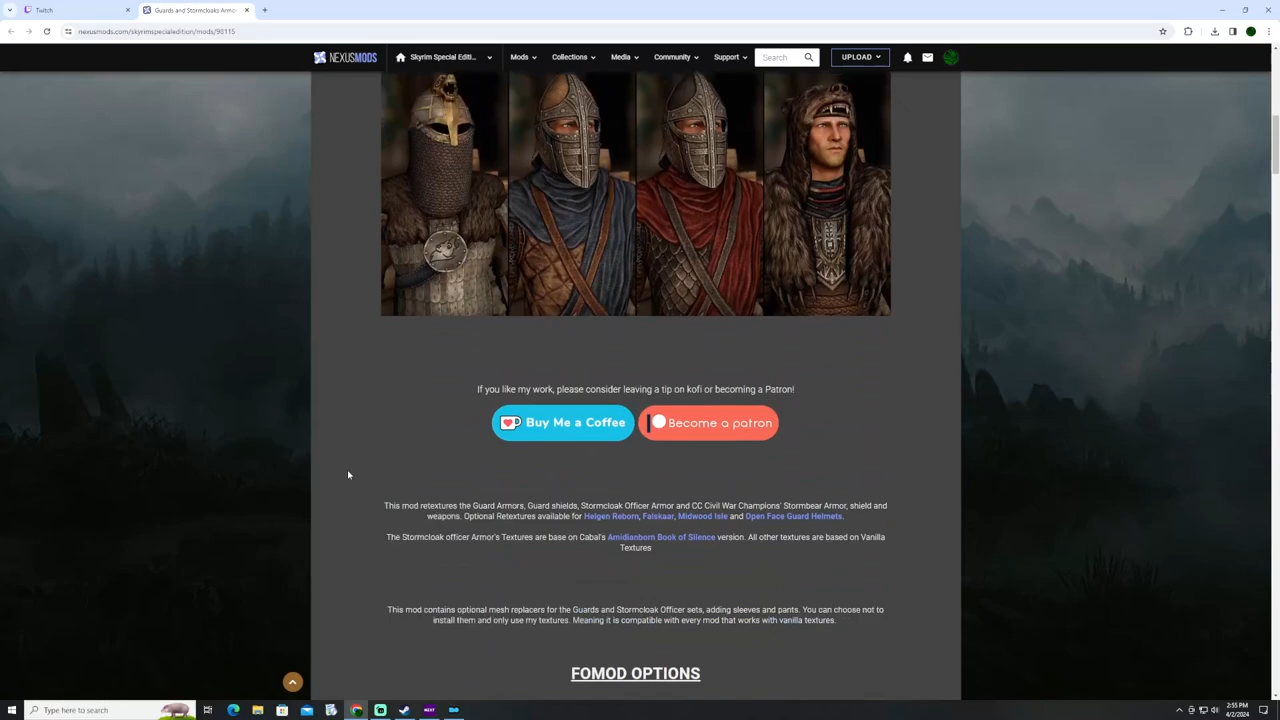 Twitch
Guards and Stormcloaks Armor
nexusmods.com/skyrimspecialedition/mods/98115
NEXUSMODS
Skyrim Special Editi...
Mods
Collections
Media
Community
Support
Search
UPLOAD
If you like my work, please consider leaving a tip on kofi or becoming a Patron!
Buy Me a Coffee
Become a patron
This mod retextures the Guard Armors, Guard shields, Stormcloak Officer Armor and CC Civil War Champions' Stormbear Armor, shield and
weapons. Optional Retextures available for Helgen Reborn, Falskaar, Midwood Isle and Open Face Guard Helmets.
The Stormcloak officer Armor's Textures are base on Cabal's Amidianborn Book of Silence version. All other textures are based on Vanilla
Textures
This mod contains optional mesh replacers for the Guards and Stormcloak Officer sets, adding sleeves and pants. You can choose not to
install them and only use my textures. Meaning it is compatible with every mod that works with vanilla textures.
FOMOD OPTIONS
Type here to search
NEXT
2:55 PM
4/2/2024